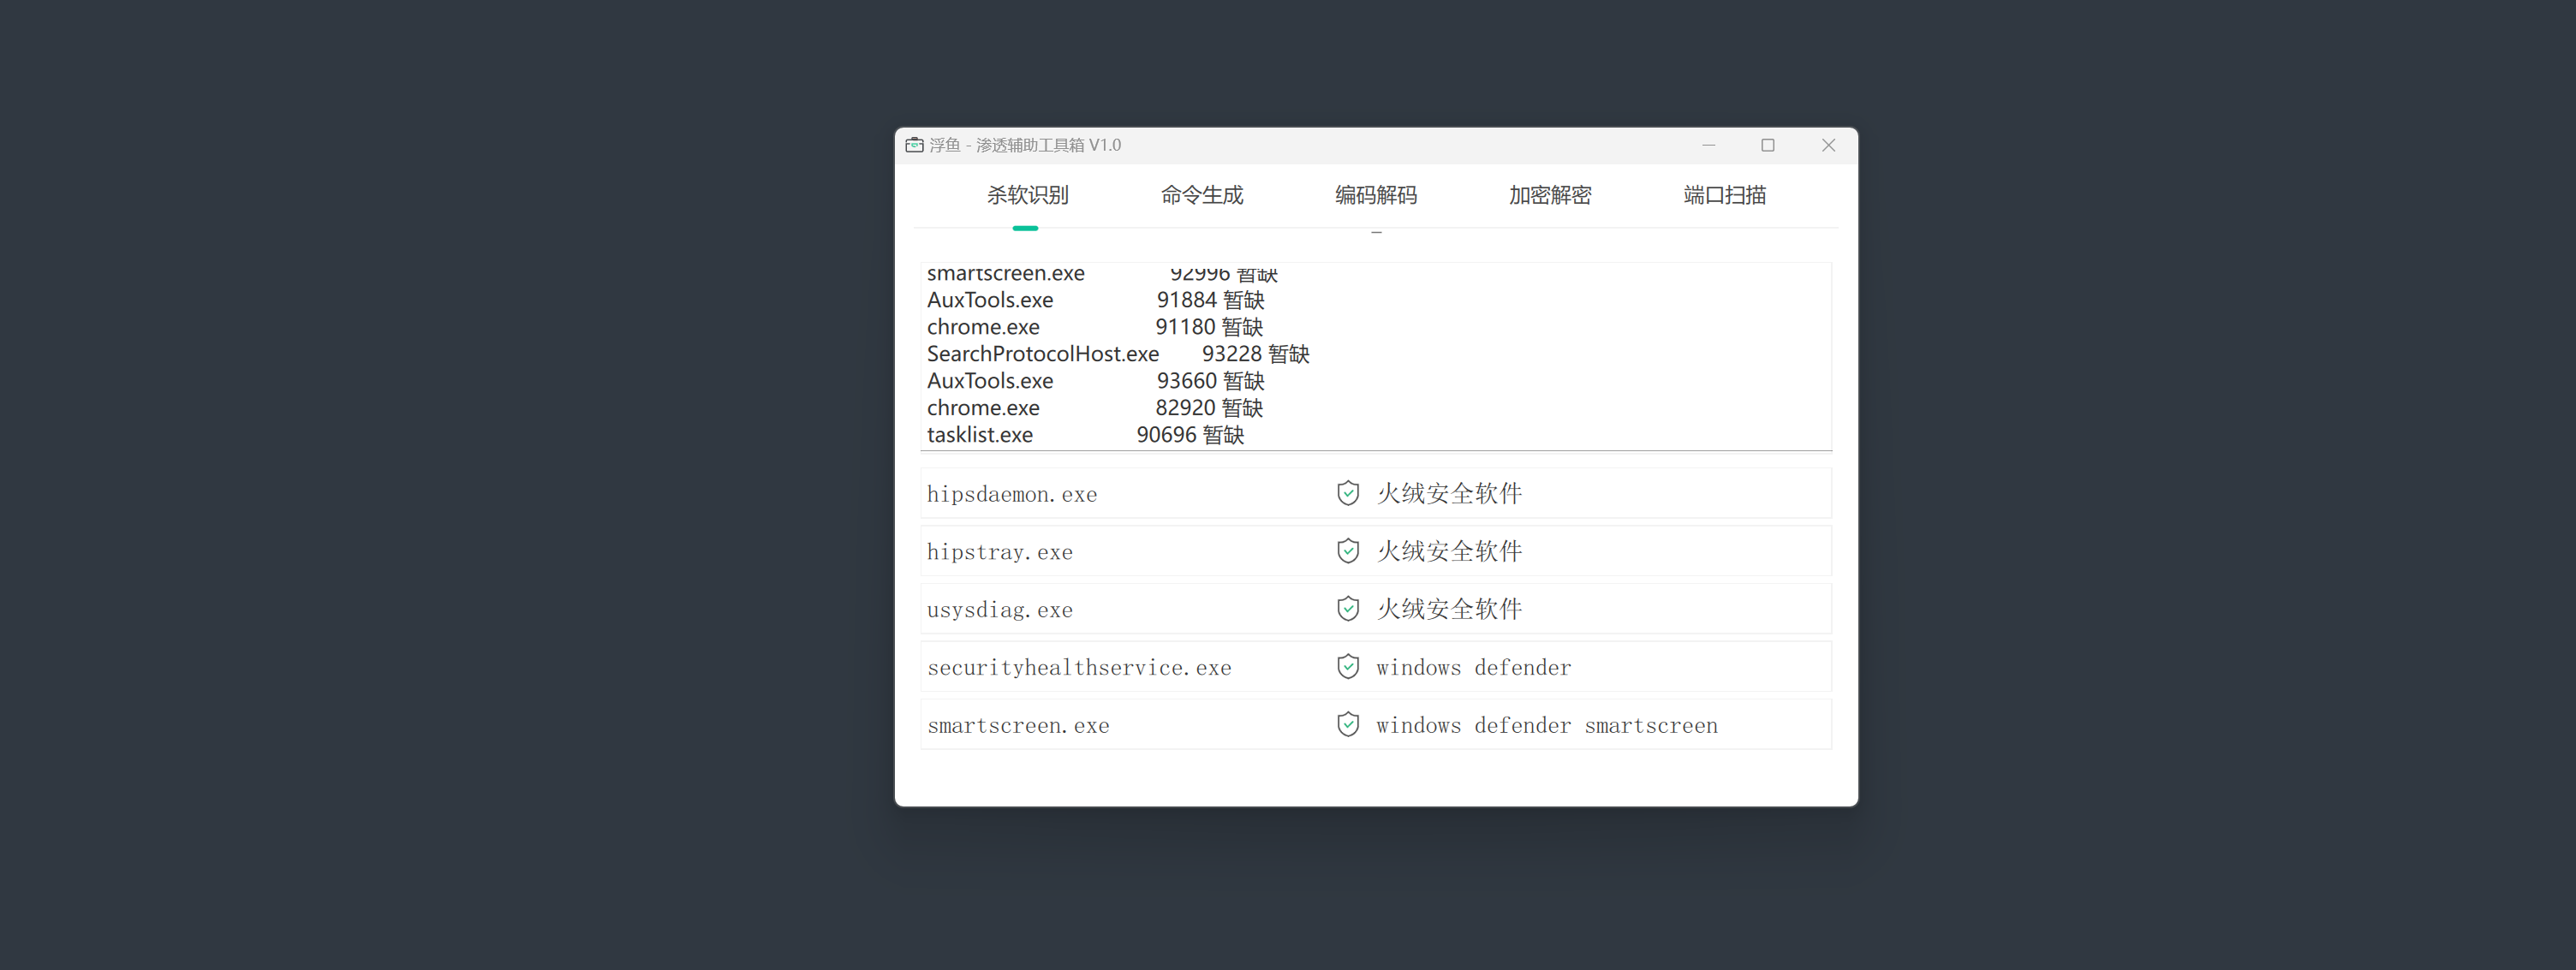 浮鱼 - 渗透辅助工具箱 V1.0
杀软识别 命令生成 编码解码 加密解密 端口扫描
smartscreen.exe 92996 暂缺
AuxTools.exe 91884 暂缺
chrome.exe 91180 暂缺
SearchProtocolHost.exe 93228 暂缺
AuxTools.exe 93660 暂缺
chrome.exe 82920 暂缺
tasklist.exe 90696 暂缺
hipsdaemon.exe 火绒安全软件
hipstray.exe 火绒安全软件
usysdiag.exe 火绒安全软件
securityhealthservice.exe windows defender
smartscreen.exe windows defender smartscreen